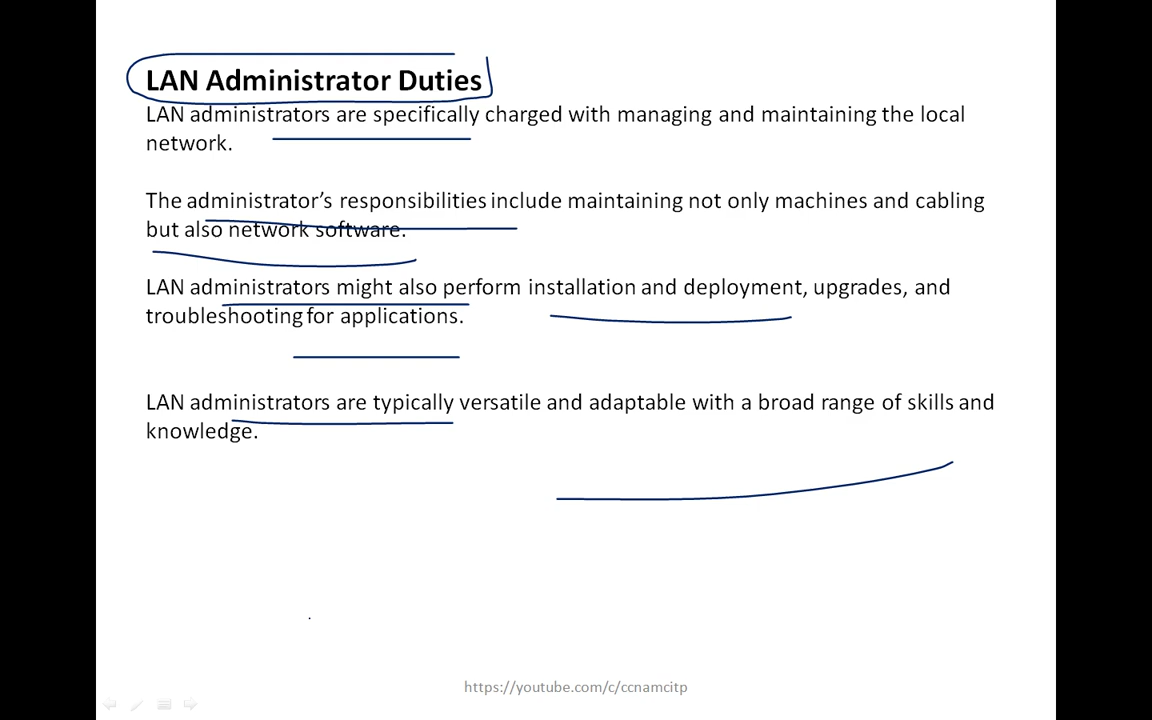 LAN Administrator Duties
LAN administrators are specifically charged with managing and maintaining the local
network.
The administrator’s responsibilities include maintaining not only machines and cabling
but also network software.
LAN administrators might also perform installation and deployment, upgrades, and
troubleshooting for applications.
LAN administrators are typically versatile and adaptable with a broad range of skills and
knowledge.
https://youtube.com/c/ccnamcitp